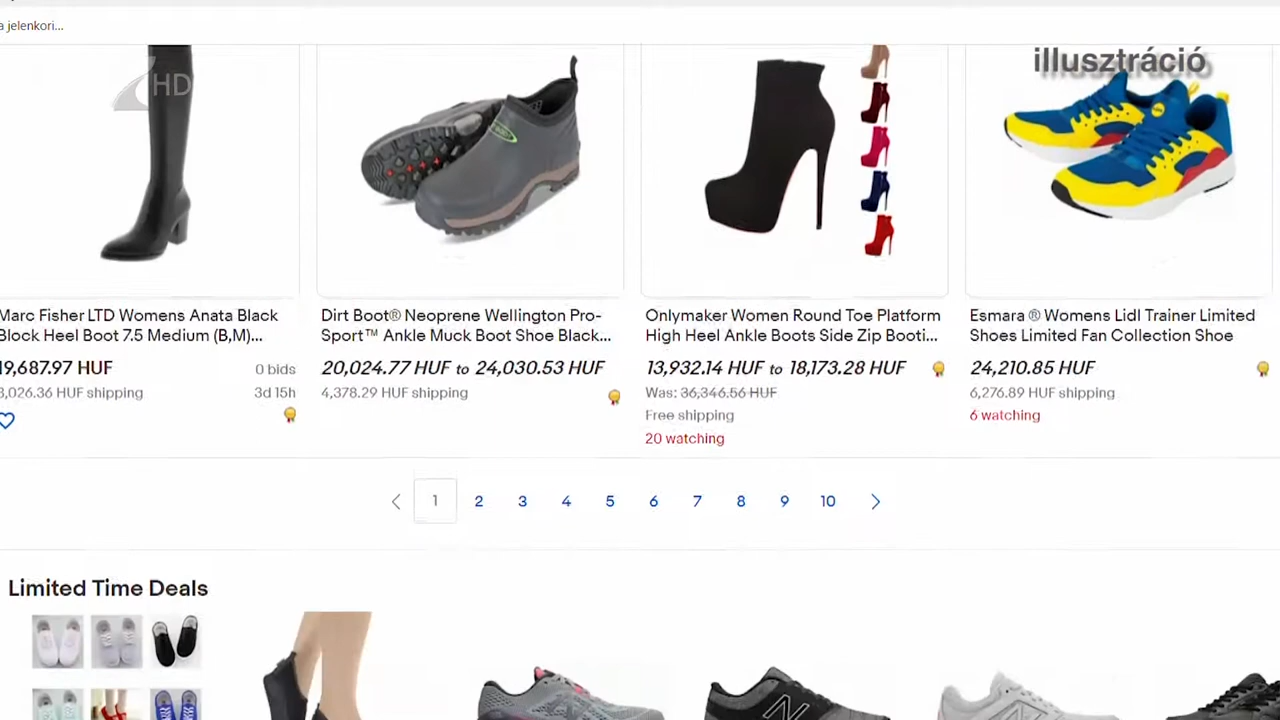 a jelenkori...
HD
illusztráció
Marc Fisher LTD Womens Anata Black
Block Heel Boot 7.5 Medium (B,M)...
19,687.97 HUF
0 bids
3,026.36 HUF shipping
3d 15h
Dirt Boot® Neoprene Wellington Pro-
Sport™ Ankle Muck Boot Shoe Black...
20,024.77 HUF to 24,030.53 HUF
4,378.29 HUF shipping
Onlymaker Women Round Toe Platform
High Heel Ankle Boots Side Zip Booti...
13,932.14 HUF to 18,173.28 HUF
Was: 36,346.56 HUF
Free shipping
20 watching
Esmara ® Womens Lidl Trainer Limited
Shoes Limited Fan Collection Shoe
24,210.85 HUF
6,276.89 HUF shipping
6 watching
1 2 3 4 5 6 7 8 9 10
Limited Time Deals